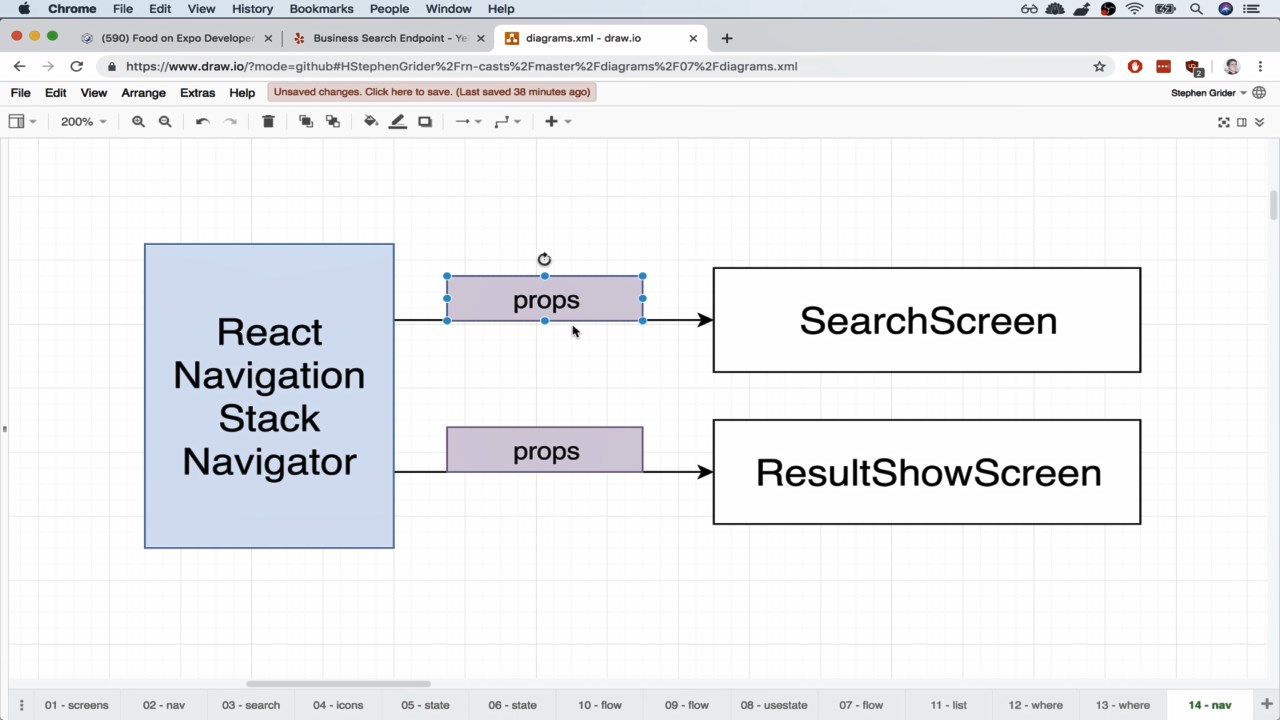 Chrome File Edit View History Bookmarks People Window Help
(590) Food on Expo Developer
Business Search Endpoint - Ye
diagrams.xml - draw.io
https://www.draw.io/?mode=github#HStephenGrider%2Frn-casts%2Fmaster%2Fdiagrams%2F07%2Fdiagrams.xml
2
File Edit View Arrange Extras Help Unsaved changes. Click here to save. (Last saved 38 minutes ago) Stephen Grider
200%
props
SearchScreen
React
Navigation
Stack
Navigator
props
ResultShowScreen
01 - screens 02 - nav 03 - search 04 - icons 05 - state 06 - state 10 - flow 09 - flow 08 - usestate 07 - flow 11 - list 12 - where 13 - where 14 - nav